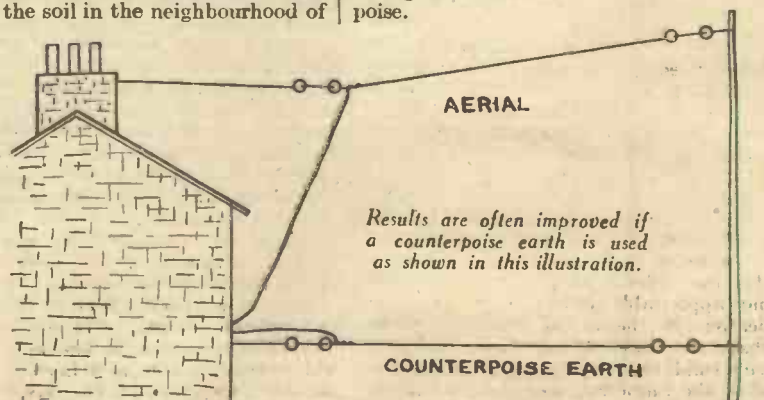 the soil in the neighbourhood of
poise.
AERIAL
Results are often improved if
a counterpoise earth is used
as shown in this illustration.
COUNTERPOISE EARTH